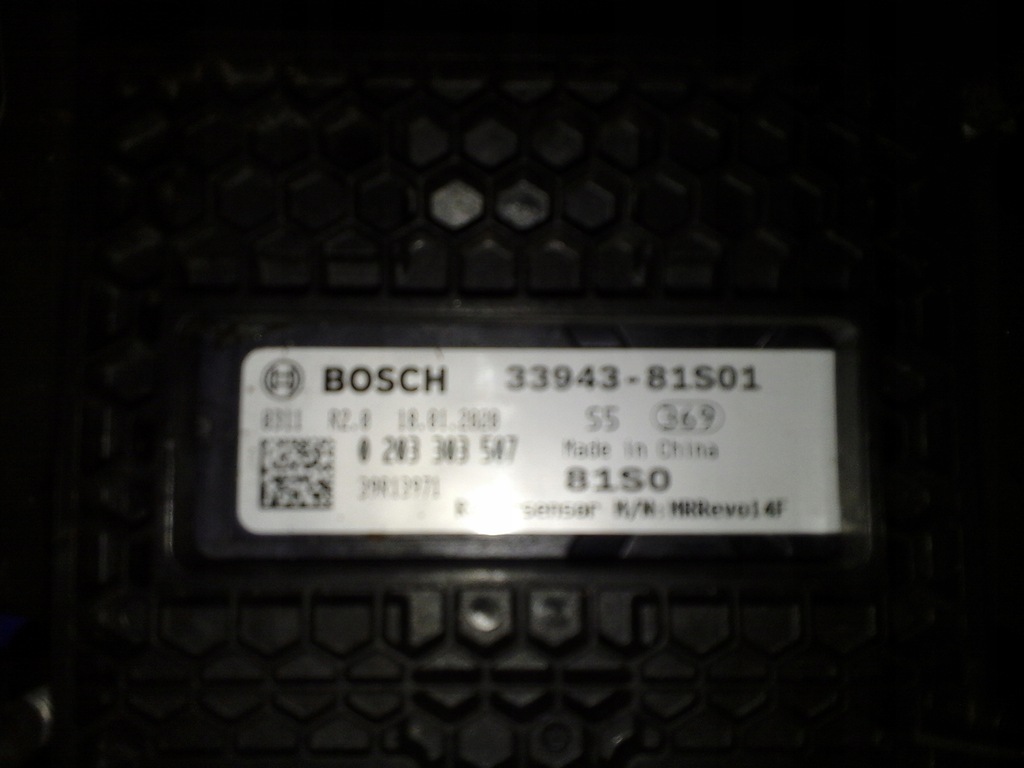 BOSCH 33943-81S01
0311 R2.0 18.01.2020 S5 369
0 203 303 507 Made in China
81S0
sensor M/N:MRRevo14F